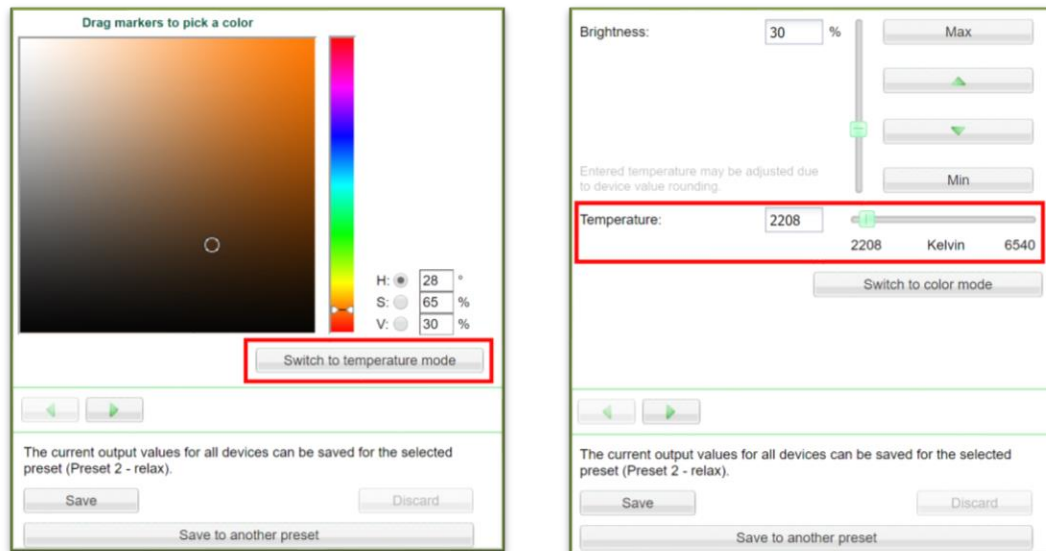 Drag markers to pick a color
H: 28 °
S: 65 %
V: 30 %
Switch to temperature mode
The current output values for all devices can be saved for the selected
preset (Preset 2 - relax).
Save Discard
Save to another preset
Brightness: 30 % Max
Entered temperature may be adjusted due
to device value rounding.
Min
Temperature: 2208
2208 Kelvin 6540
Switch to color mode
The current output values for all devices can be saved for the selected
preset (Preset 2 - relax).
Save Discard
Save to another preset